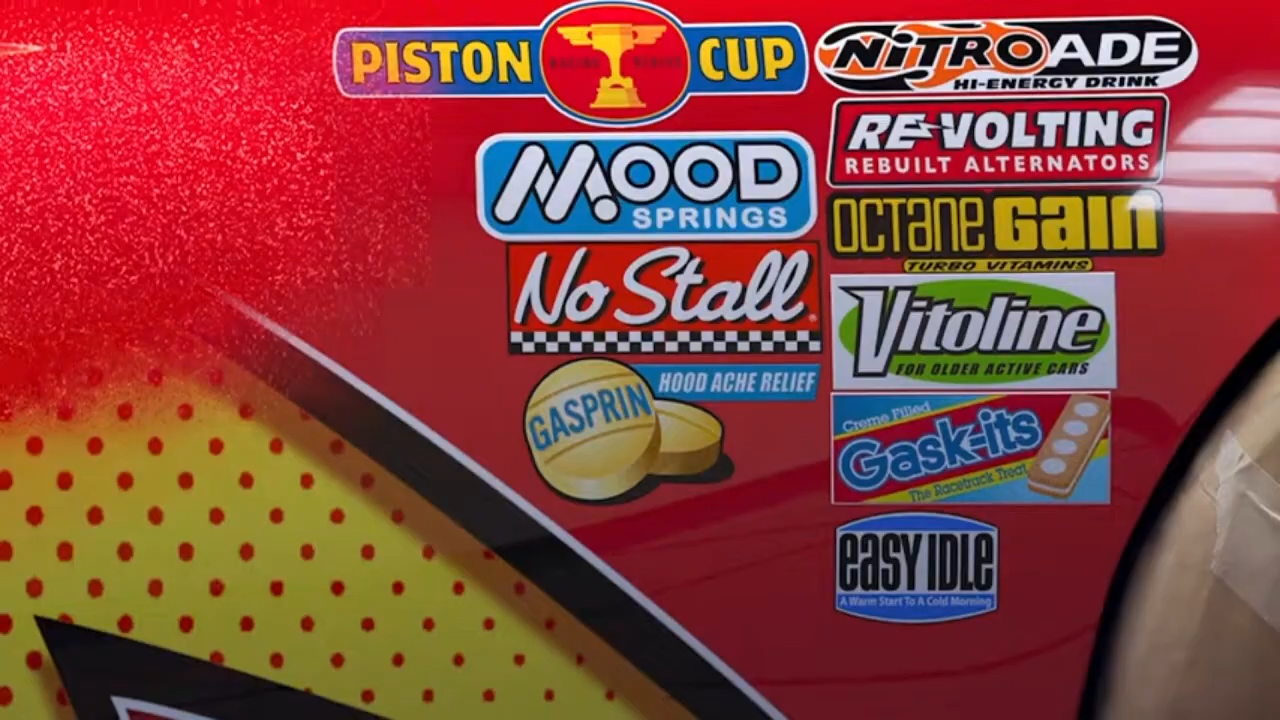 PISTON CUP
RACING SERIES
NITROADE
HI-ENERGY DRINK
MOOD
SPRINGS
RE-VOLTING
REBUILT ALTERNATORS
OCTANE GAIN
TURBO VITAMINS
No Stall
Vitoline
FOR OLDER ACTIVE CARS
HOOD ACHE RELIEF
GASPRIN
Creme Filled
Gask-its
The Racetrack Treat
EASY IDLE
A Warm Start To A Cold Morning